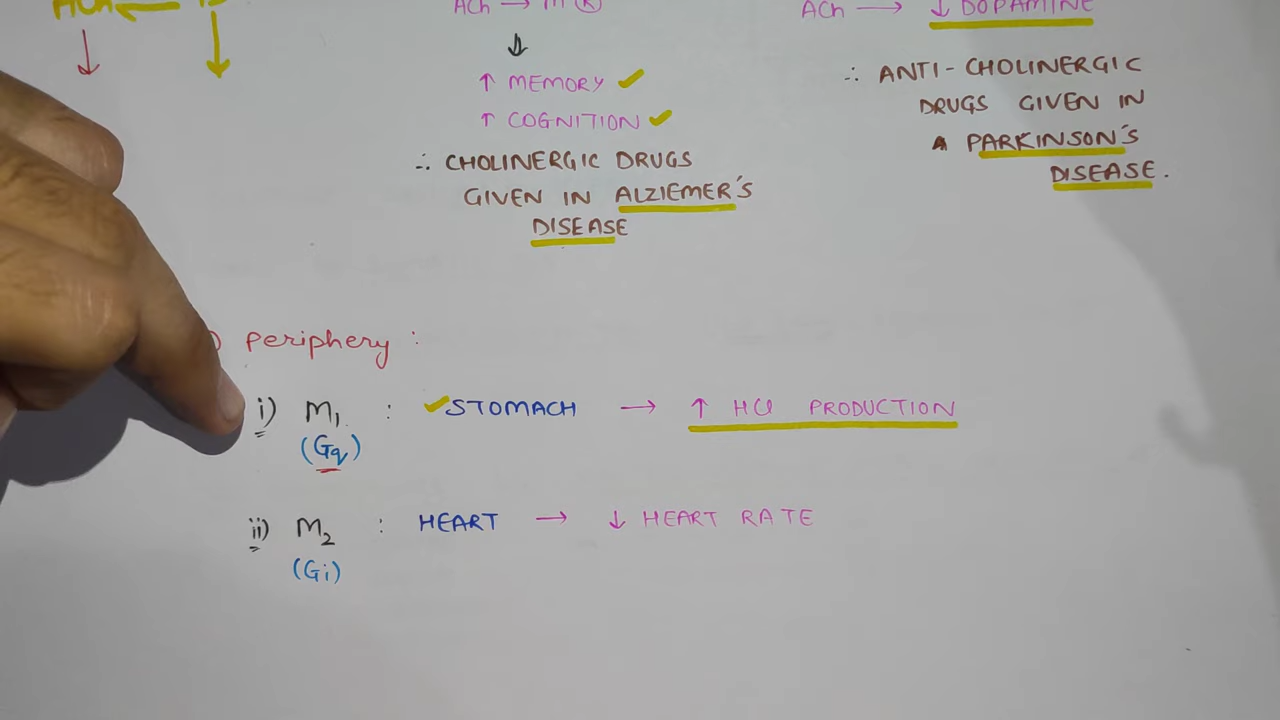 ACh → M (R)
↑ MEMORY ✓
↑ COGNITION ✓
∴ CHOLINERGIC DRUGS
GIVEN IN ALZIEMER'S
DISEASE
ACh → ↓ DOPAMINE
∴ ANTI-CHOLINERGIC
DRUGS GIVEN IN
PARKINSON'S
DISEASE.
) Periphery :
i) M1 : ✓ STOMACH → ↑ HCl PRODUCTION
(Gq)
ii) M2 : HEART → ↓ HEART RATE
(Gi)